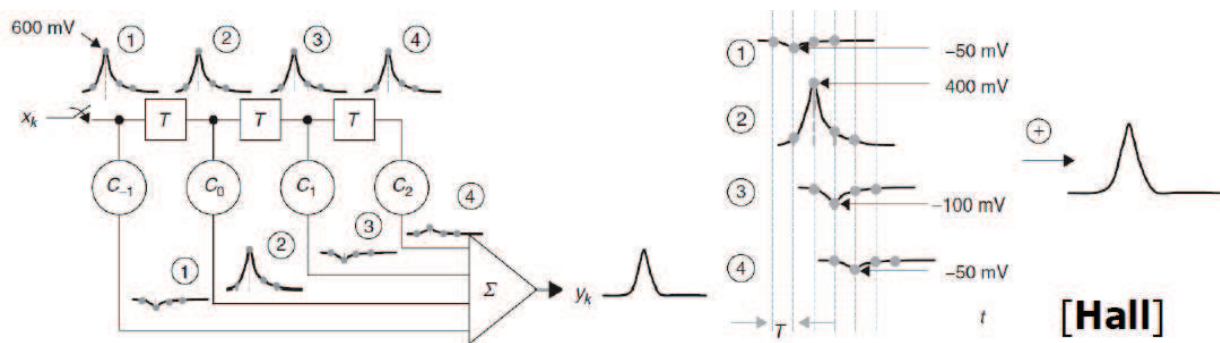 600 mV
① ② ③ ④
x_k T T T
C_{-1} C_0 C_1 C_2
① ② ③ ④
Σ y_k
① −50 mV
400 mV
②
+
③ −100 mV
④ −50 mV
T t [Hall]